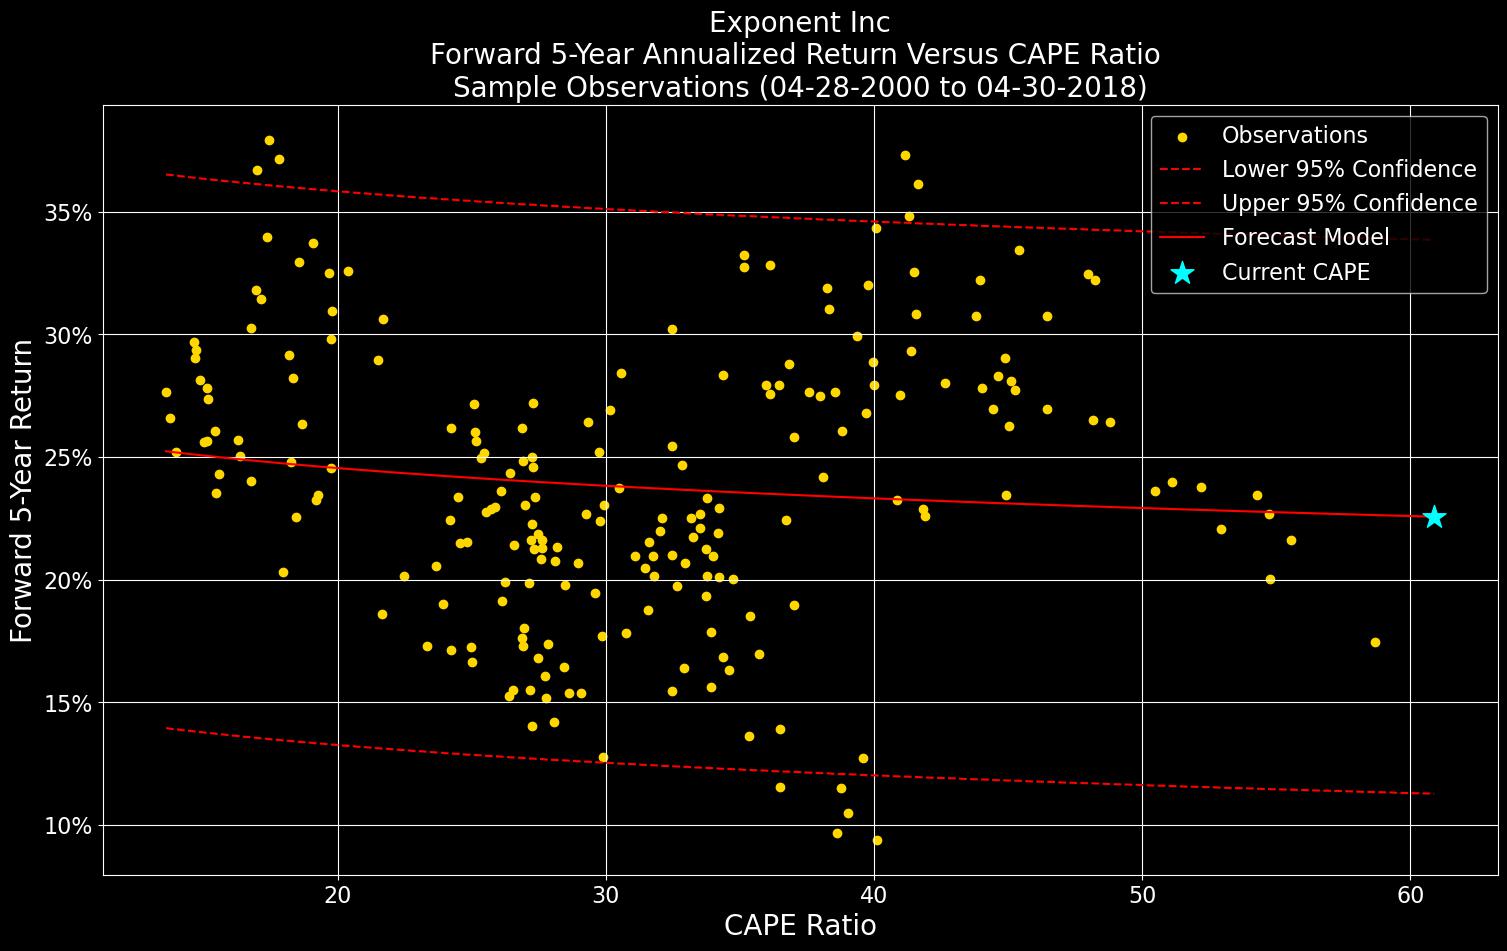 Exponent Inc
Forward 5-Year Annualized Return Versus CAPE Ratio
Sample Observations (04-28-2000 to 04-30-2018)
Observations
Lower 95% Confidence
Upper 95% Confidence
Forecast Model
Current CAPE
Forward 5-Year Return
35%
30%
25%
20%
15%
10%
20 30 40 50 60
CAPE Ratio